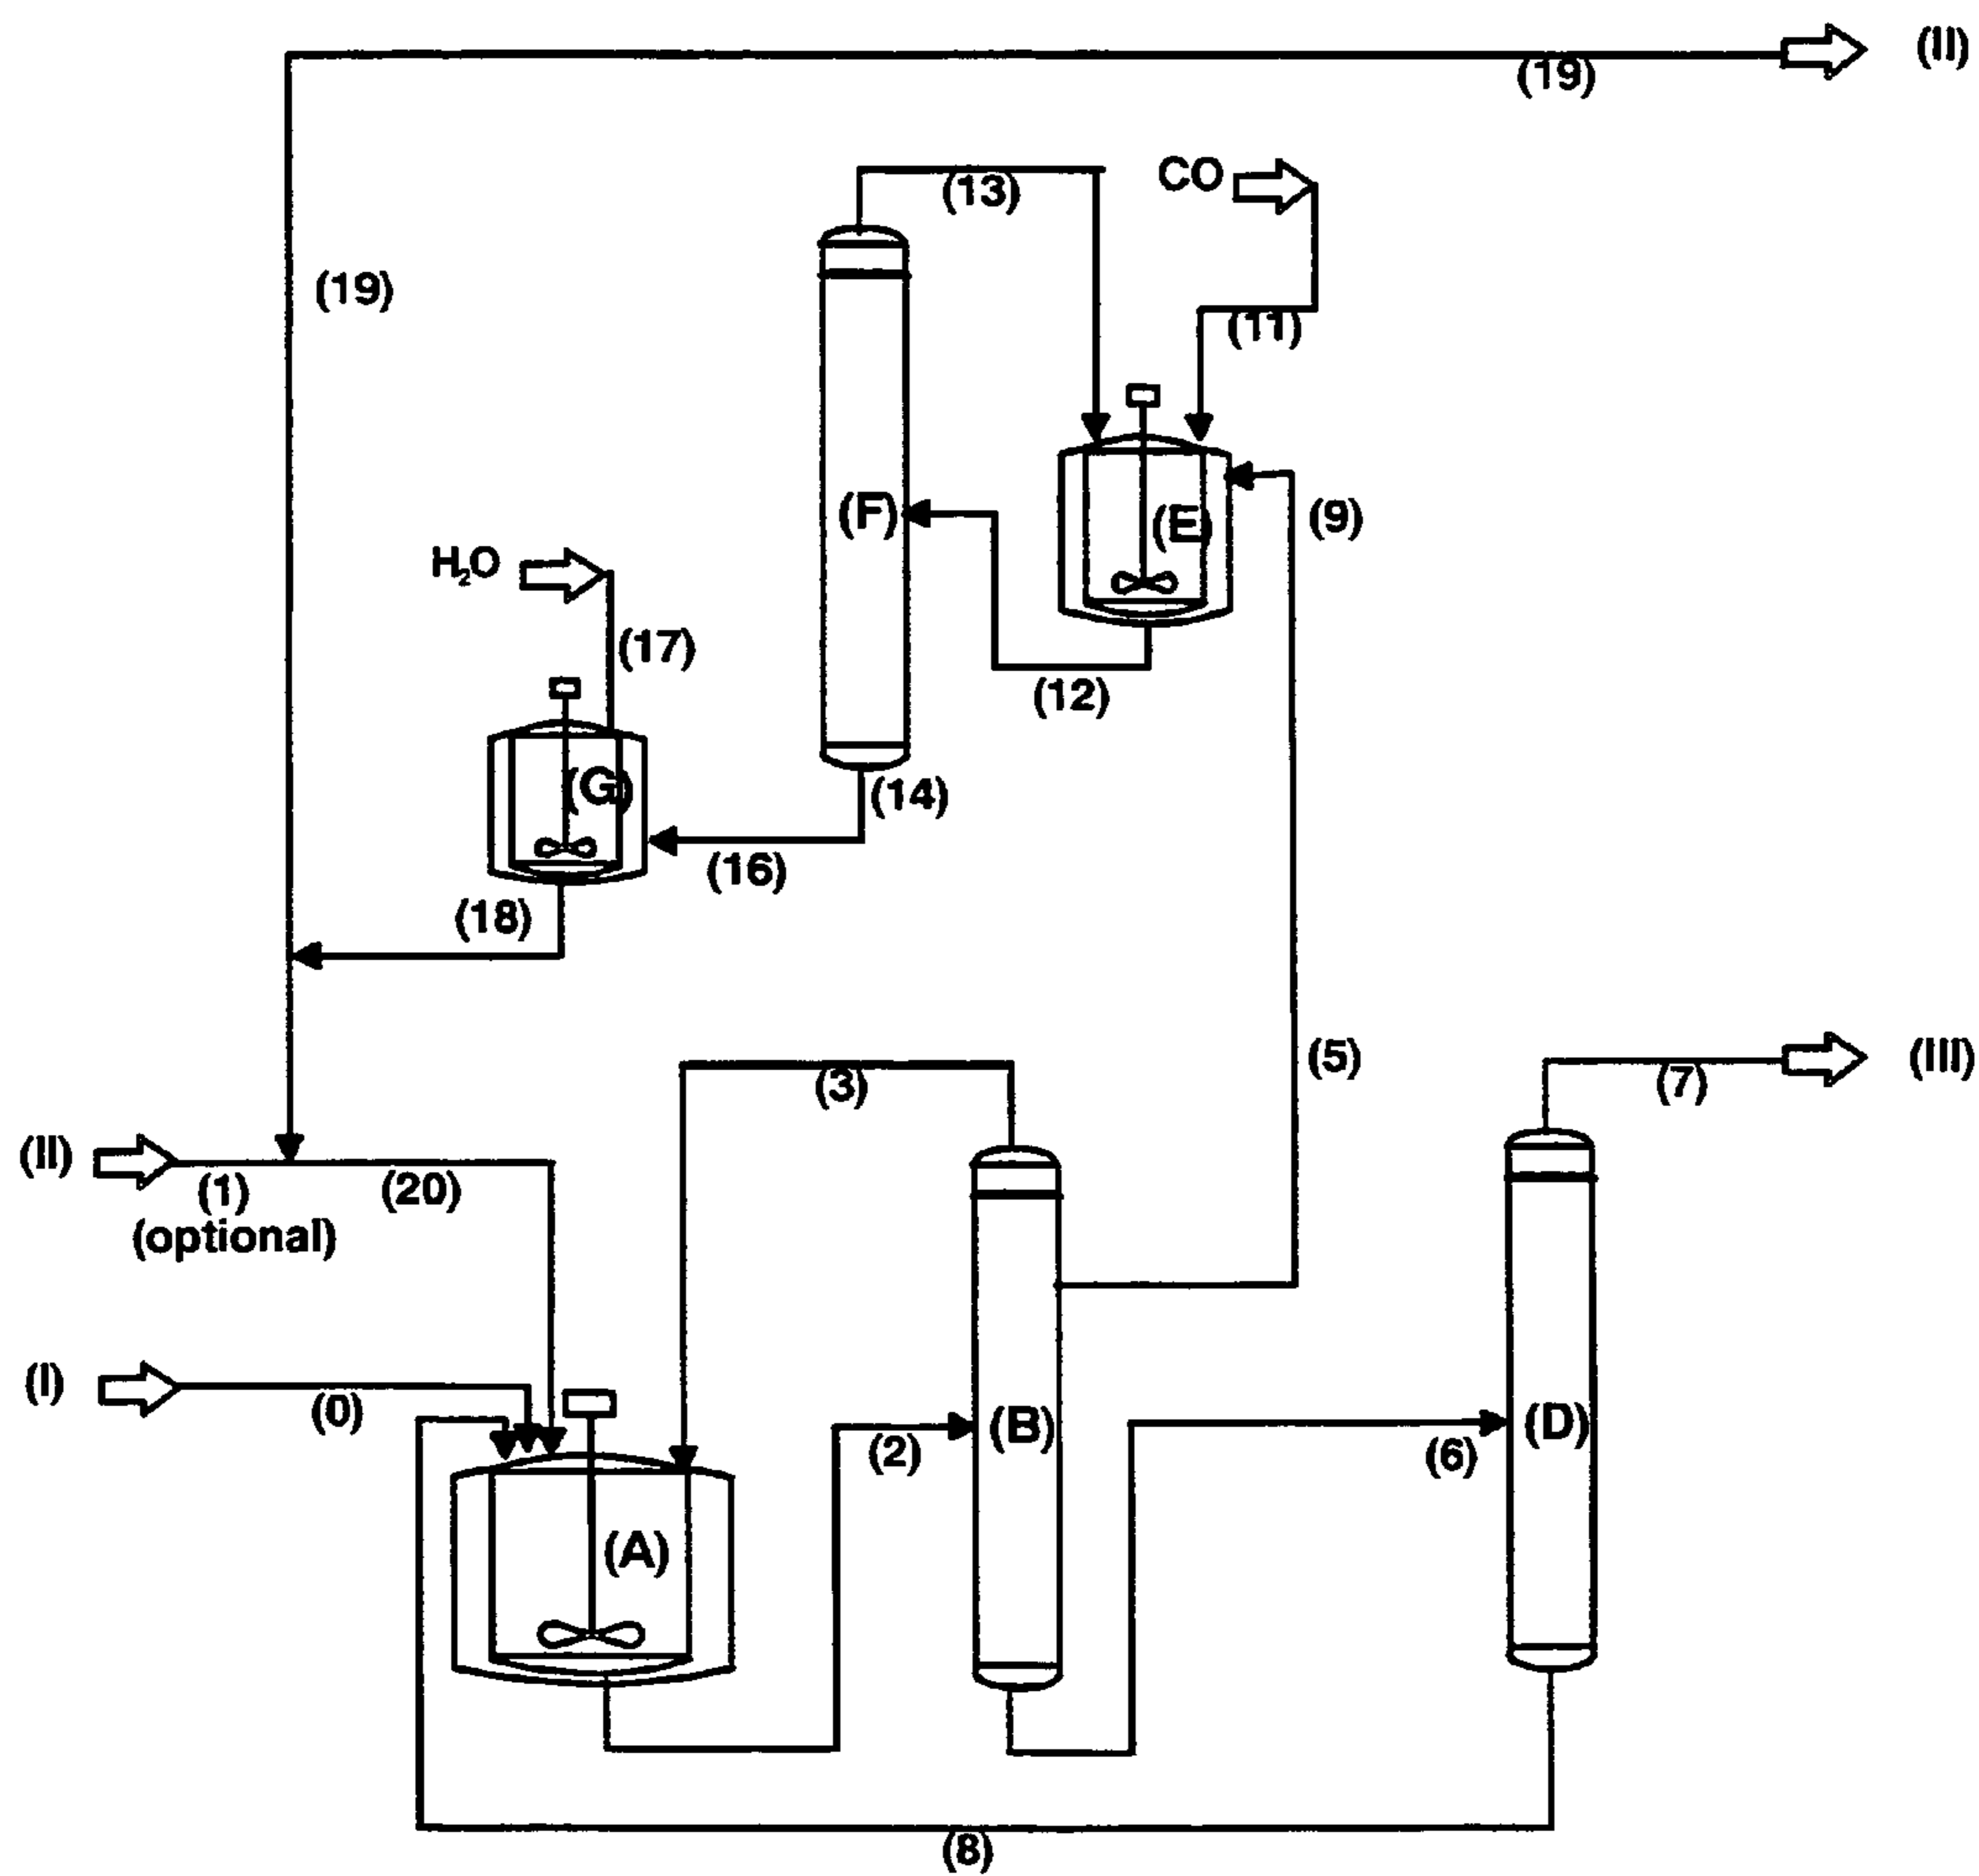 (II)
(19)
(13)
CO
(19)
(11)
(F)
(E)
(9)
H₂O
(17)
(12)
(G)
(14)
(16)
(18)
(5)
(III)
(3)
(7)
(II)
(1)
(20)
(optional)
(I)
(0)
(2)
(B)
(6)
(D)
(A)
(8)